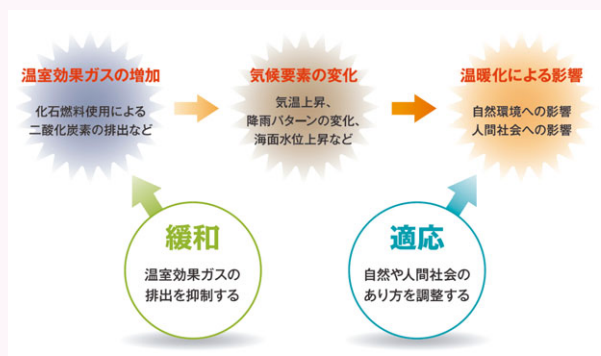 温室効果ガスの増加
化石燃料使用による
二酸化炭素の排出など
気候要素の変化
気温上昇、
降雨パターンの変化、
海面水位上昇など
温暖化による影響
自然環境への影響
人間社会への影響
緩和
温室効果ガスの
排出を抑制する
適応
自然や人間社会の
あり方を調整する